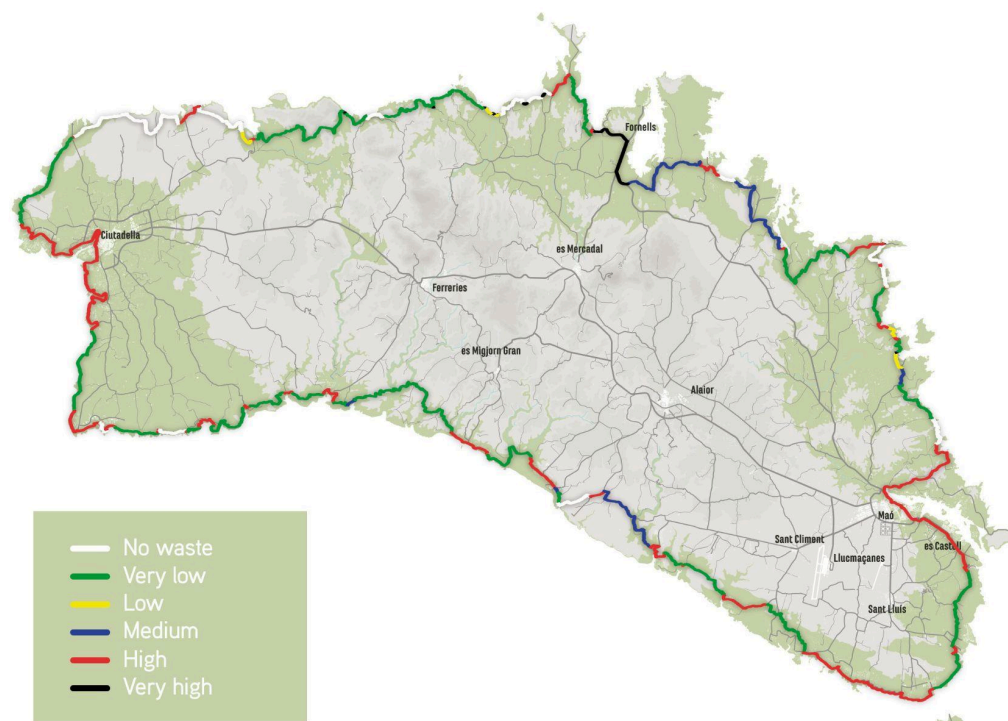 Fornells
Ciutadella
es Mercadal
Ferreries
es Migjorn Gran
Alaior
Maó
Sant Climent
es Castell
Llucmaçanes
Sant Lluís
No waste
Very low
Low
Medium
High
Very high